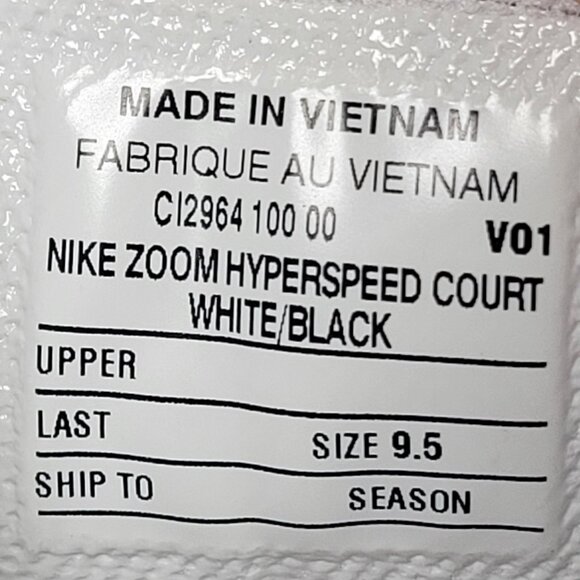 MADE IN VIETNAM
FABRIQUE AU VIETNAM
CI2964 100 00 V01
NIKE ZOOM HYPERSPEED COURT
WHITE/BLACK
UPPER
LAST SIZE 9.5
SHIP TO SEASON